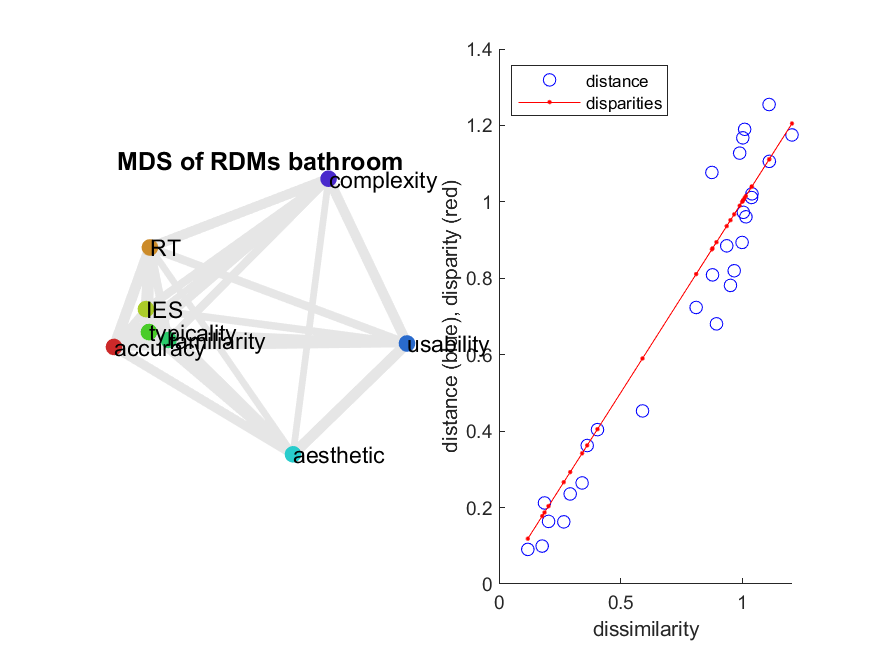 MDS of RDMs bathroom
complexity
RT
IES
typicality
familiarity
accuracy
usability
aesthetic
distance (blue), disparity (red)
1.4
1.2
1
0.8
0.6
0.4
0.2
0
distance
disparities
0 0.5 1
dissimilarity